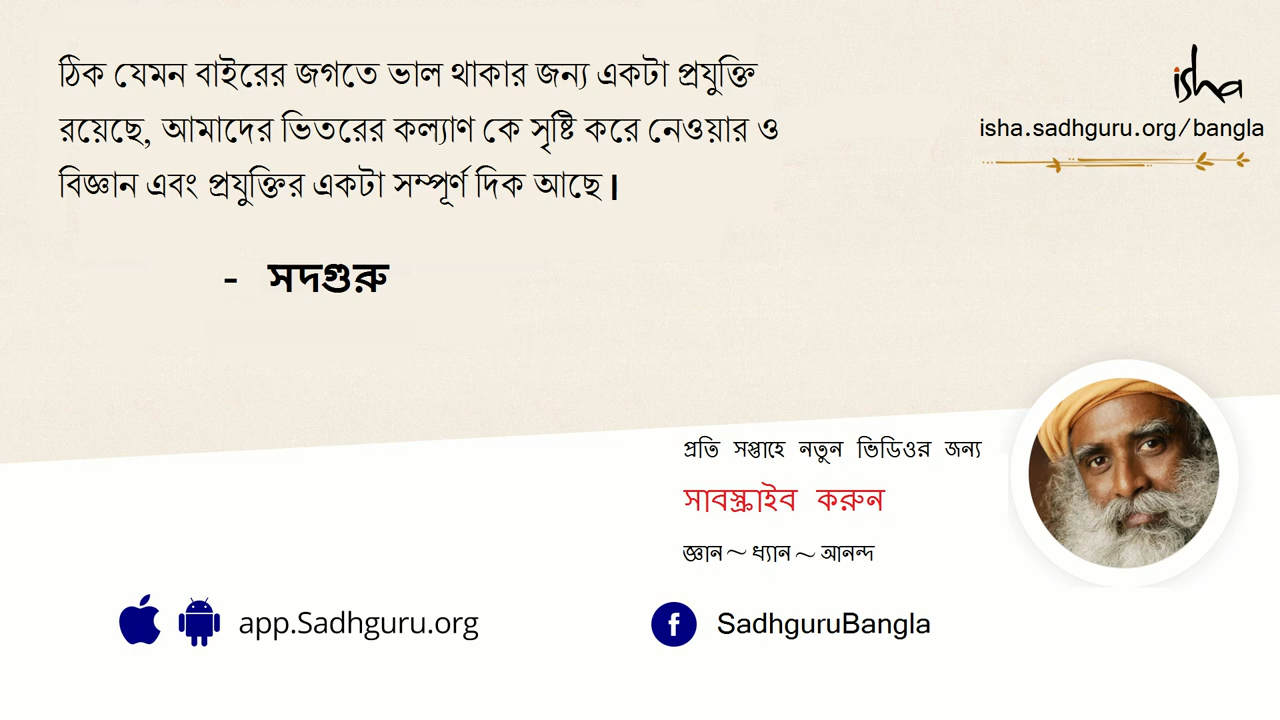 ঠিক যেমন বাইরের জগতে ভাল থাকার জন্য একটা প্রযুক্তি
রয়েছে, আমাদের ভিতরের কল্যাণ কে সৃষ্টি করে নেওয়ার ও
বিজ্ঞান এবং প্রযুক্তির একটা সম্পূর্ণ দিক আছে।
- সদগুরু
isha
isha.sadhguru.org/bangla
প্রতি সপ্তাহে নতুন ভিডিওর জন্য
সাবস্ক্রাইব করুন
জ্ঞান ~ ধ্যান ~ আনন্দ
app.Sadhguru.org
f SadhguruBangla